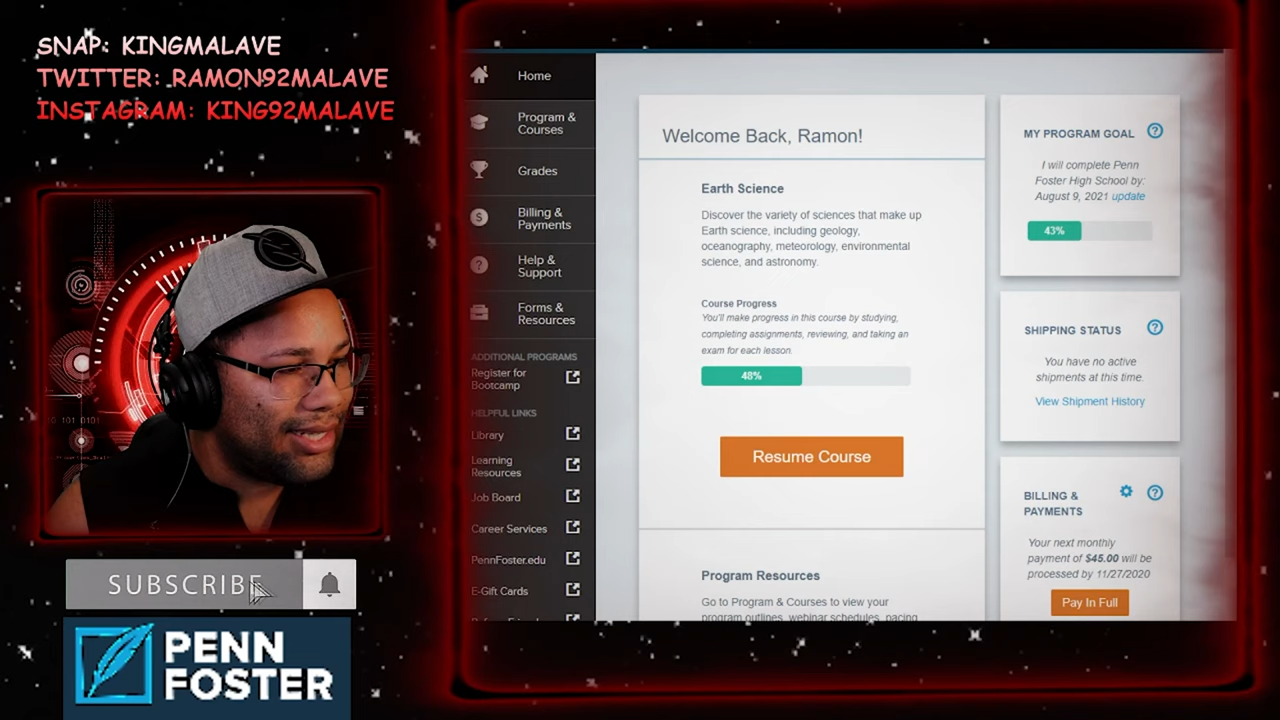 SNAP: KINGMALAVE
TWITTER: RAMON92MALAVE
INSTAGRAM: KING92MALAVE
SUBSCRIBE
PENN
FOSTER
Home
Program &
Courses
Grades
Billing &
Payments
Help &
Support
Forms &
Resources
ADDITIONAL PROGRAMS
Register for
Bootcamp
HELPFUL LINKS
Library
Learning
Resources
Job Board
Career Services
PennFoster.edu
E-Gift Cards
Welcome Back, Ramon!
Earth Science
Discover the variety of sciences that make up
Earth science, including geology,
oceanography, meteorology, environmental
science, and astronomy.
Course Progress
You'll make progress in this course by studying,
completing assignments, reviewing, and taking an
exam for each lesson.
48%
Resume Course
Program Resources
Go to Program & Courses to view your
program outlines, webinar schedules, pacing
MY PROGRAM GOAL
I will complete Penn
Foster High School by:
August 9, 2021 update
43%
SHIPPING STATUS
You have no active
shipments at this time.
View Shipment History
BILLING &
PAYMENTS
Your next monthly
payment of $45.00 will be
processed by 11/27/2020
Pay In Full